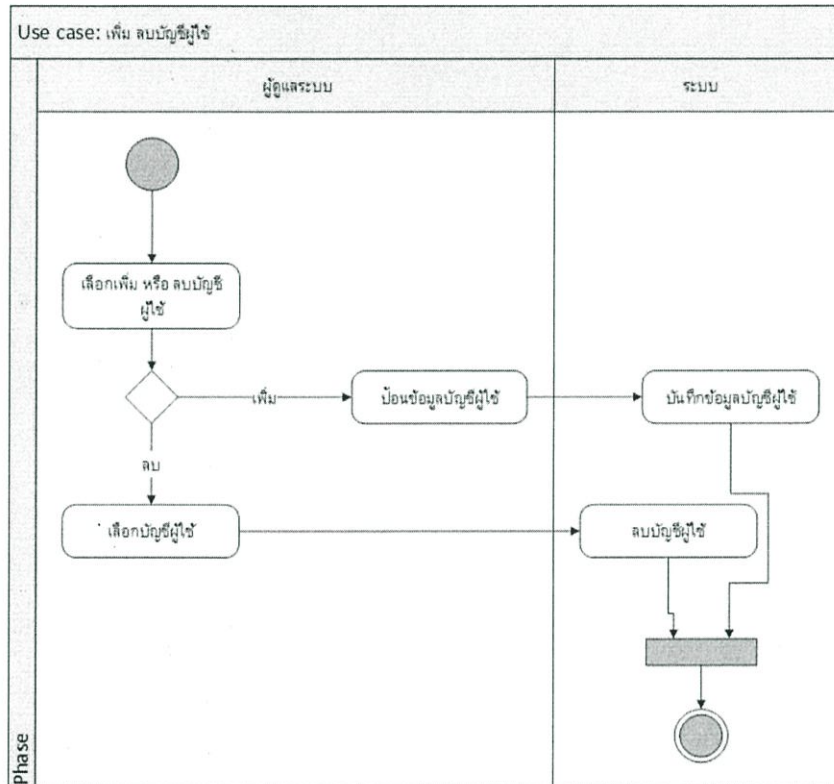 Use case: เพิ่ม ลบบัญชีผู้ใช้
ผู้ดูแลระบบ
ระบบ
เลือกเพิ่ม หรือ ลบบัญชี
ผู้ใช้
เพิ่ม
ป้อนข้อมูลบัญชีผู้ใช้
บันทึกข้อมูลบัญชีผู้ใช้
ลบ
เลือกบัญชีผู้ใช้
ลบบัญชีผู้ใช้
Phase